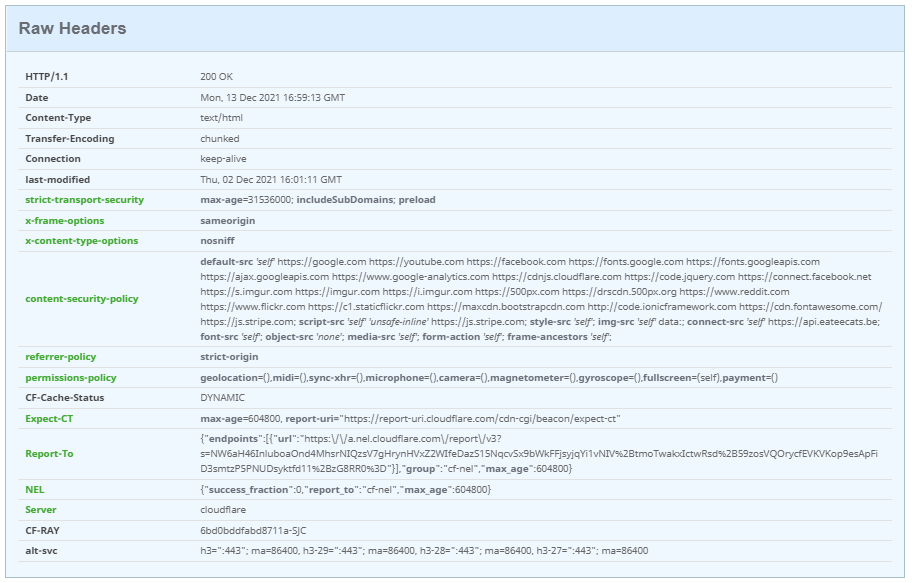 Raw Headers
HTTP/1.1 200 OK
Date Mon, 13 Dec 2021 16:59:13 GMT
Content-Type text/html
Transfer-Encoding chunked
Connection keep-alive
last-modified Thu, 02 Dec 2021 16:01:11 GMT
strict-transport-security max-age=31536000; includeSubDomains; preload
x-frame-options sameorigin
x-content-type-options nosniff
content-security-policy default-src 'self' https://google.com https://youtube.com https://facebook.com https://fonts.google.com https://fonts.googleapis.com
https://ajax.googleapis.com https://www.google-analytics.com https://cdnjs.cloudflare.com https://code.jquery.com https://connect.facebook.net
https://s.imgur.com https://imgur.com https://i.imgur.com https://500px.com https://drscdn.500px.org https://www.reddit.com
https://www.flickr.com https://c1.staticflickr.com https://maxcdn.bootstrapcdn.com http://code.ionicframework.com https://cdn.fontawesome.com/
https://js.stripe.com; script-src 'self' 'unsafe-inline' https://js.stripe.com; style-src 'self'; img-src 'self' data:; connect-src 'self' https://api.eateecats.be;
font-src 'self'; object-src 'none'; media-src 'self'; form-action 'self'; frame-ancestors 'self';
referrer-policy strict-origin
permissions-policy geolocation=(),midi=(),sync-xhr=(),microphone=(),camera=(),magnetometer=(),gyroscope=(),fullscreen=(self),payment=()
CF-Cache-Status DYNAMIC
Expect-CT max-age=604800, report-uri="https://report-uri.cloudflare.com/cdn-cgi/beacon/expect-ct"
Report-To {"endpoints":[{"url":"https:\/\/a.nel.cloudflare.com\/report\/v3?
s=NW6aH46InluboaOnd4MhsrNIQzsV7gHrynHVxZ2WIfeDazS15NqcvSx9bWkFFjsyjqYi1vNIV%2BtmoTwakxIctwRsd%2B59zosVQOrycfEVKVKop9esApFi
D3smtzP5PNUDsyktfd11%2BzG8RR0%3D"}],"group":"cf-nel","max_age":604800}
NEL {"success_fraction":0,"report_to":"cf-nel","max_age":604800}
Server cloudflare
CF-RAY 6bd0bddfabd8711a-SJC
alt-svc h3=":443"; ma=86400, h3-29=":443"; ma=86400, h3-28=":443"; ma=86400, h3-27=":443"; ma=86400